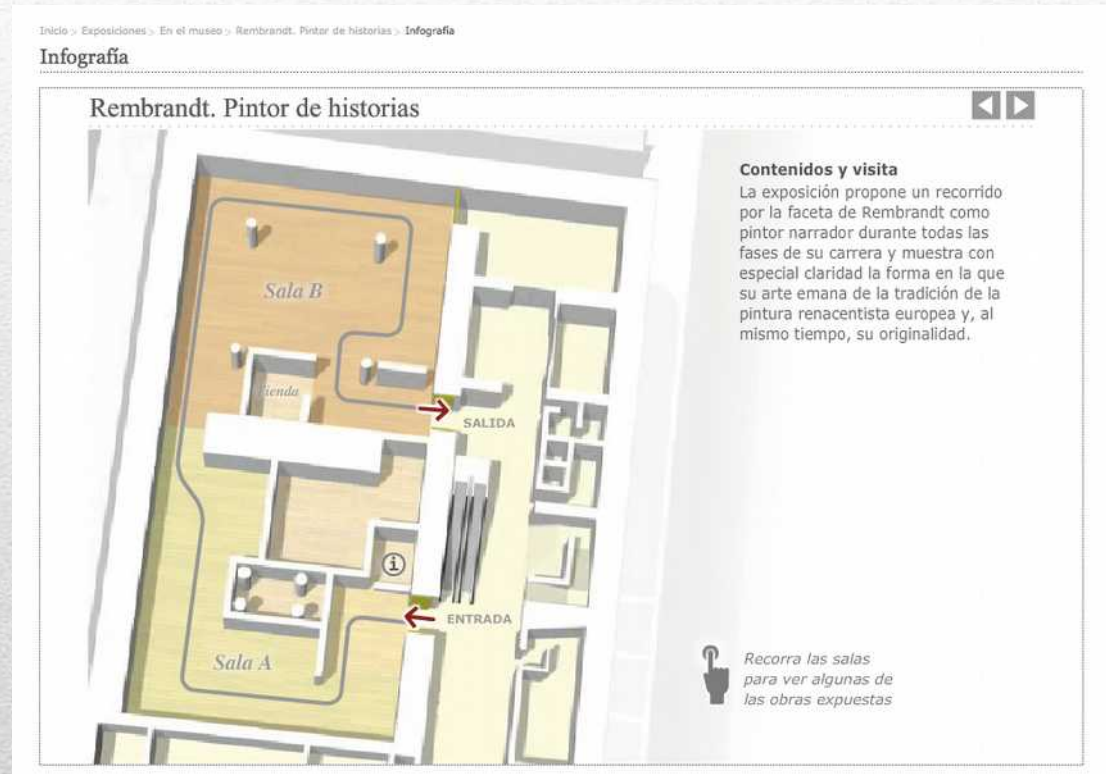 Inicio > Exposiciones > En el museo > Rembrandt. Pintor de historias > Infografía
Infografía
Rembrandt. Pintor de historias
Contenidos y visita
La exposición propone un recorrido
por la faceta de Rembrandt como
pintor narrador durante todas las
fases de su carrera y muestra con
especial claridad la forma en la que
su arte emana de la tradición de la
pintura renacentista europea y, al
mismo tiempo, su originalidad.
Sala B
Tienda
SALIDA
i
ENTRADA
Sala A
Recorra las salas
para ver algunas de
las obras expuestas